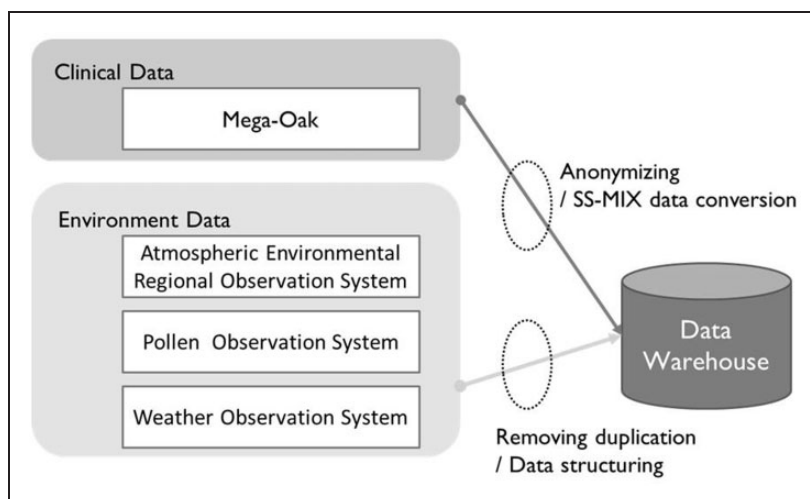 Clinical Data
Mega-Oak
Environment Data
Atmospheric Environmental
Regional Observation System
Pollen Observation System
Weather Observation System
Anonymizing
/ SS-MIX data conversion
Removing duplication
/ Data structuring
Data
Warehouse